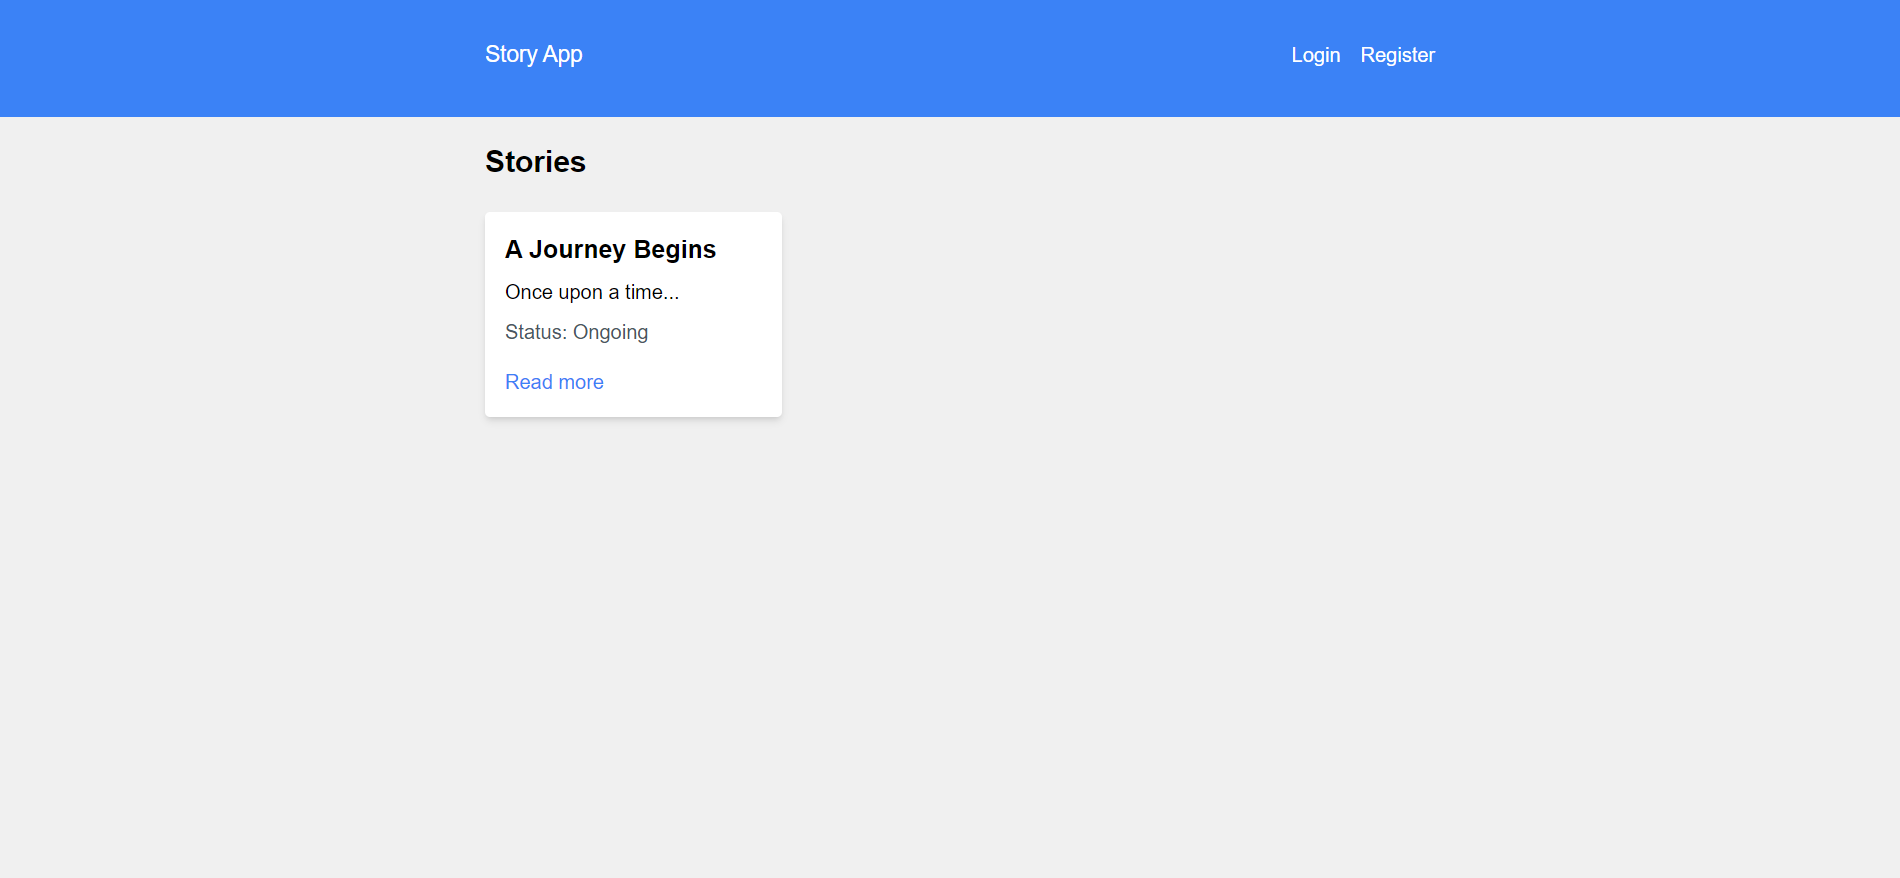 Story App
Login Register
Stories
A Journey Begins
Once upon a time...
Status: Ongoing
Read more